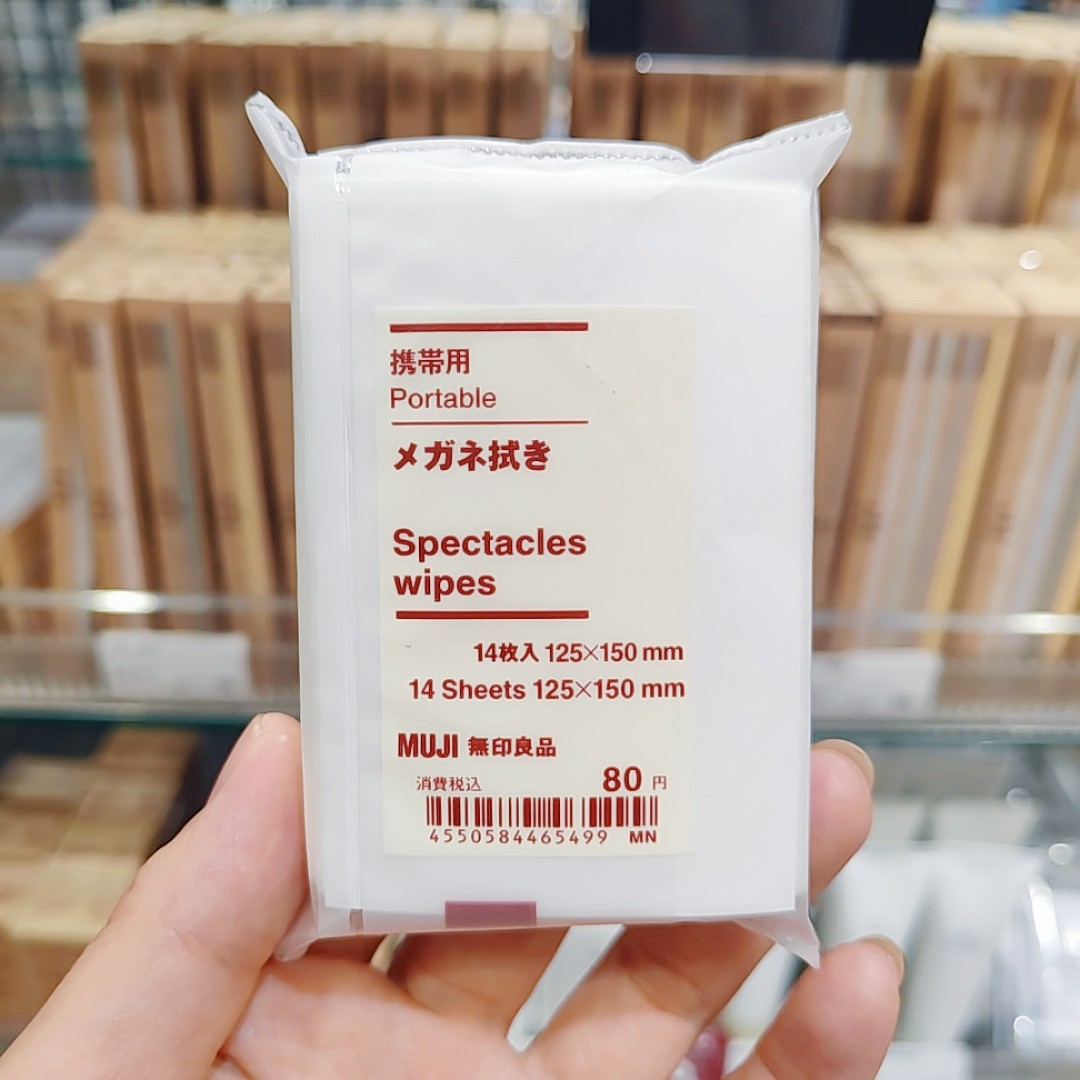 携帯用
Portable
メガネ拭き
Spectacles
wipes
14枚入 125×150 mm
14 Sheets 125×150 mm
MUJI 無印良品
消費税込 80 円
4550584465499 MN